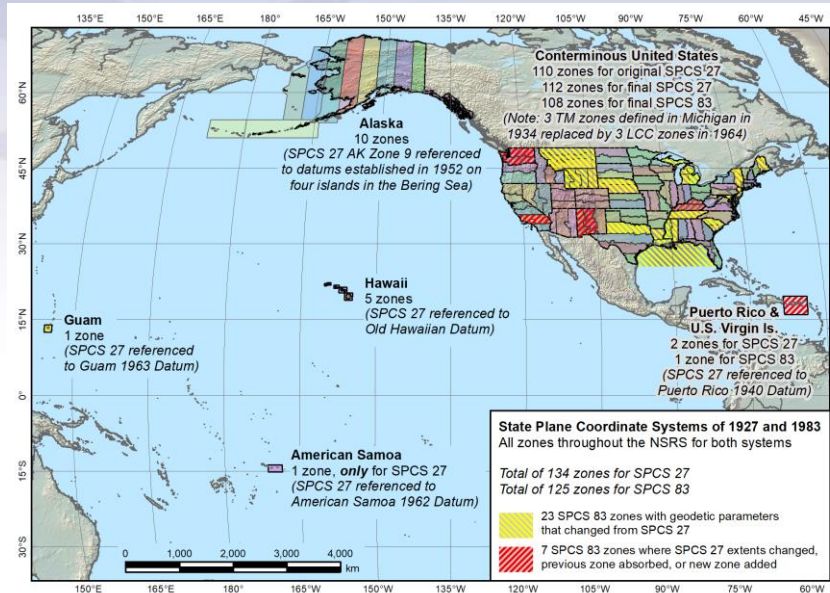 135°E 150°E 165°E 180°W 165°W 150°W 135°W 120°W 105°W 90°W 75°W 60°W 45°W
60°N
45°N
30°N
15°N
0°
15°S
30°S
Conterminous United States
110 zones for original SPCS 27
112 zones for final SPCS 27
108 zones for final SPCS 83
(Note: 3 TM zones defined in Michigan in
1934 replaced by 3 LCC zones in 1964)
Alaska
10 zones
(SPCS 27 AK Zone 9 referenced
to datums established in 1952 on
four islands in the Bering Sea)
Hawaii
5 zones
(SPCS 27 referenced to
Old Hawaiian Datum)
Guam
1 zone
(SPCS 27 referenced
to Guam 1963 Datum)
Puerto Rico &
U.S. Virgin Is.
2 zones for SPCS 27
1 zone for SPCS 83
(SPCS 27 referenced to
Puerto Rico 1940 Datum)
American Samoa
1 zone, only for SPCS 27
(SPCS 27 referenced to
American Samoa 1962 Datum)
State Plane Coordinate Systems of 1927 and 1983
All zones throughout the NSRS for both systems
Total of 134 zones for SPCS 27
Total of 125 zones for SPCS 83
23 SPCS 83 zones with geodetic parameters
that changed from SPCS 27
7 SPCS 83 zones where SPCS 27 extents changed,
previous zone absorbed, or new zone added
0 1,000 2,000 3,000 4,000
km
150°E 165°E 180°W 165°W 150°W 135°W 120°W 105°W 90°W 75°W 60°W